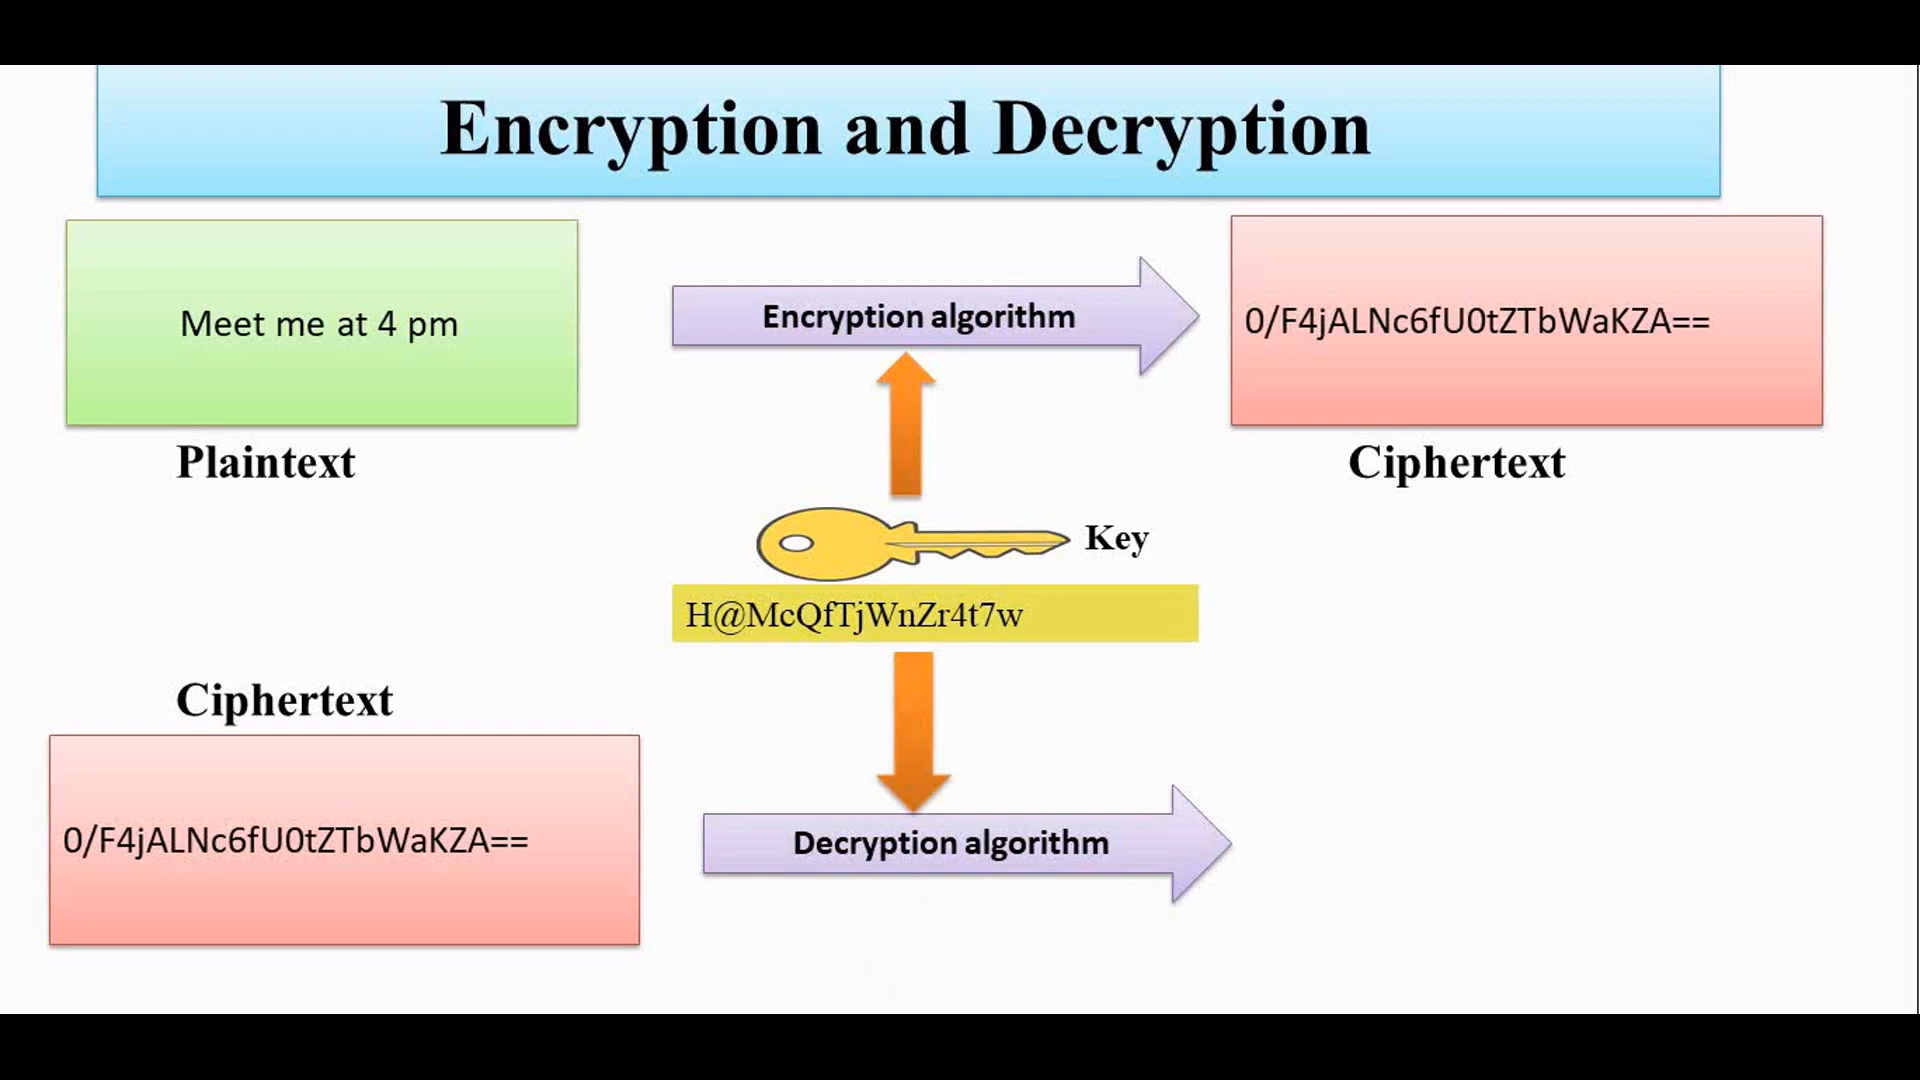 Encryption and Decryption
Meet me at 4 pm
Encryption algorithm
0/F4jALNc6fU0tZTbWaKZA==
Plaintext
Ciphertext
Key
H@McQfTjWnZr4t7w
Ciphertext
0/F4jALNc6fU0tZTbWaKZA==
Decryption algorithm